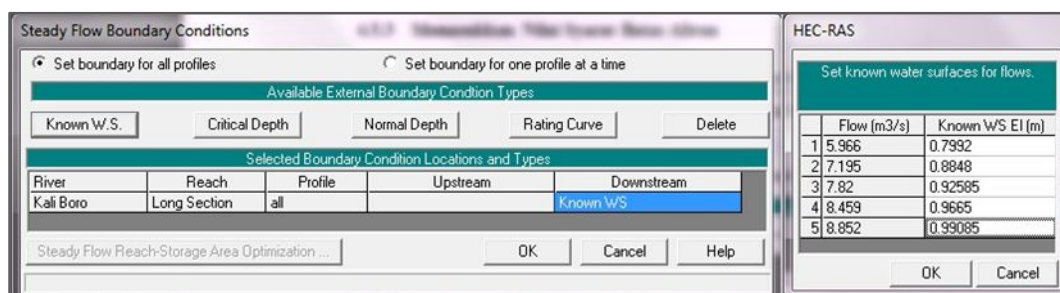 Steady Flow Boundary Conditions
Set boundary for all profiles Set boundary for one profile at a time
Available External Boundary Condtion Types
Known W.S. Critical Depth Normal Depth Rating Curve Delete
Selected Boundary Condition Locations and Types
River Reach Profile Upstream Downstream
Kali Boro Long Section all Known WS
Steady Flow Reach-Storage Area Optimization ... OK Cancel Help
HEC-RAS
Set known water surfaces for flows.
Flow (m3/s) Known WS El (m)
1 5.966 0.7992
2 7.195 0.8848
3 7.82 0.92585
4 8.459 0.9665
5 8.852 0.99085
OK Cancel